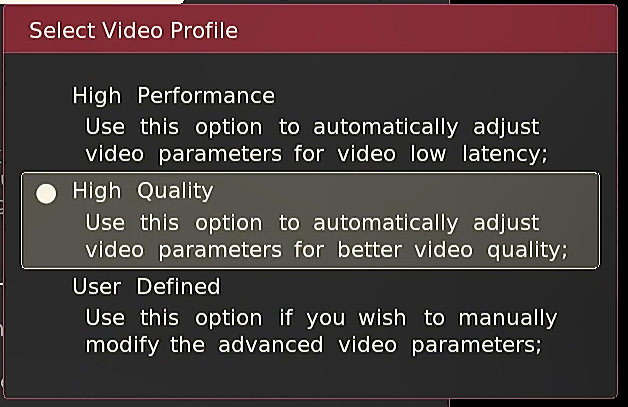 Select Video Profile
High Performance
Use this option to automatically adjust
video parameters for video low latency;
High Quality
Use this option to automatically adjust
video parameters for better video quality;
User Defined
Use this option if you wish to manually
modify the advanced video parameters;